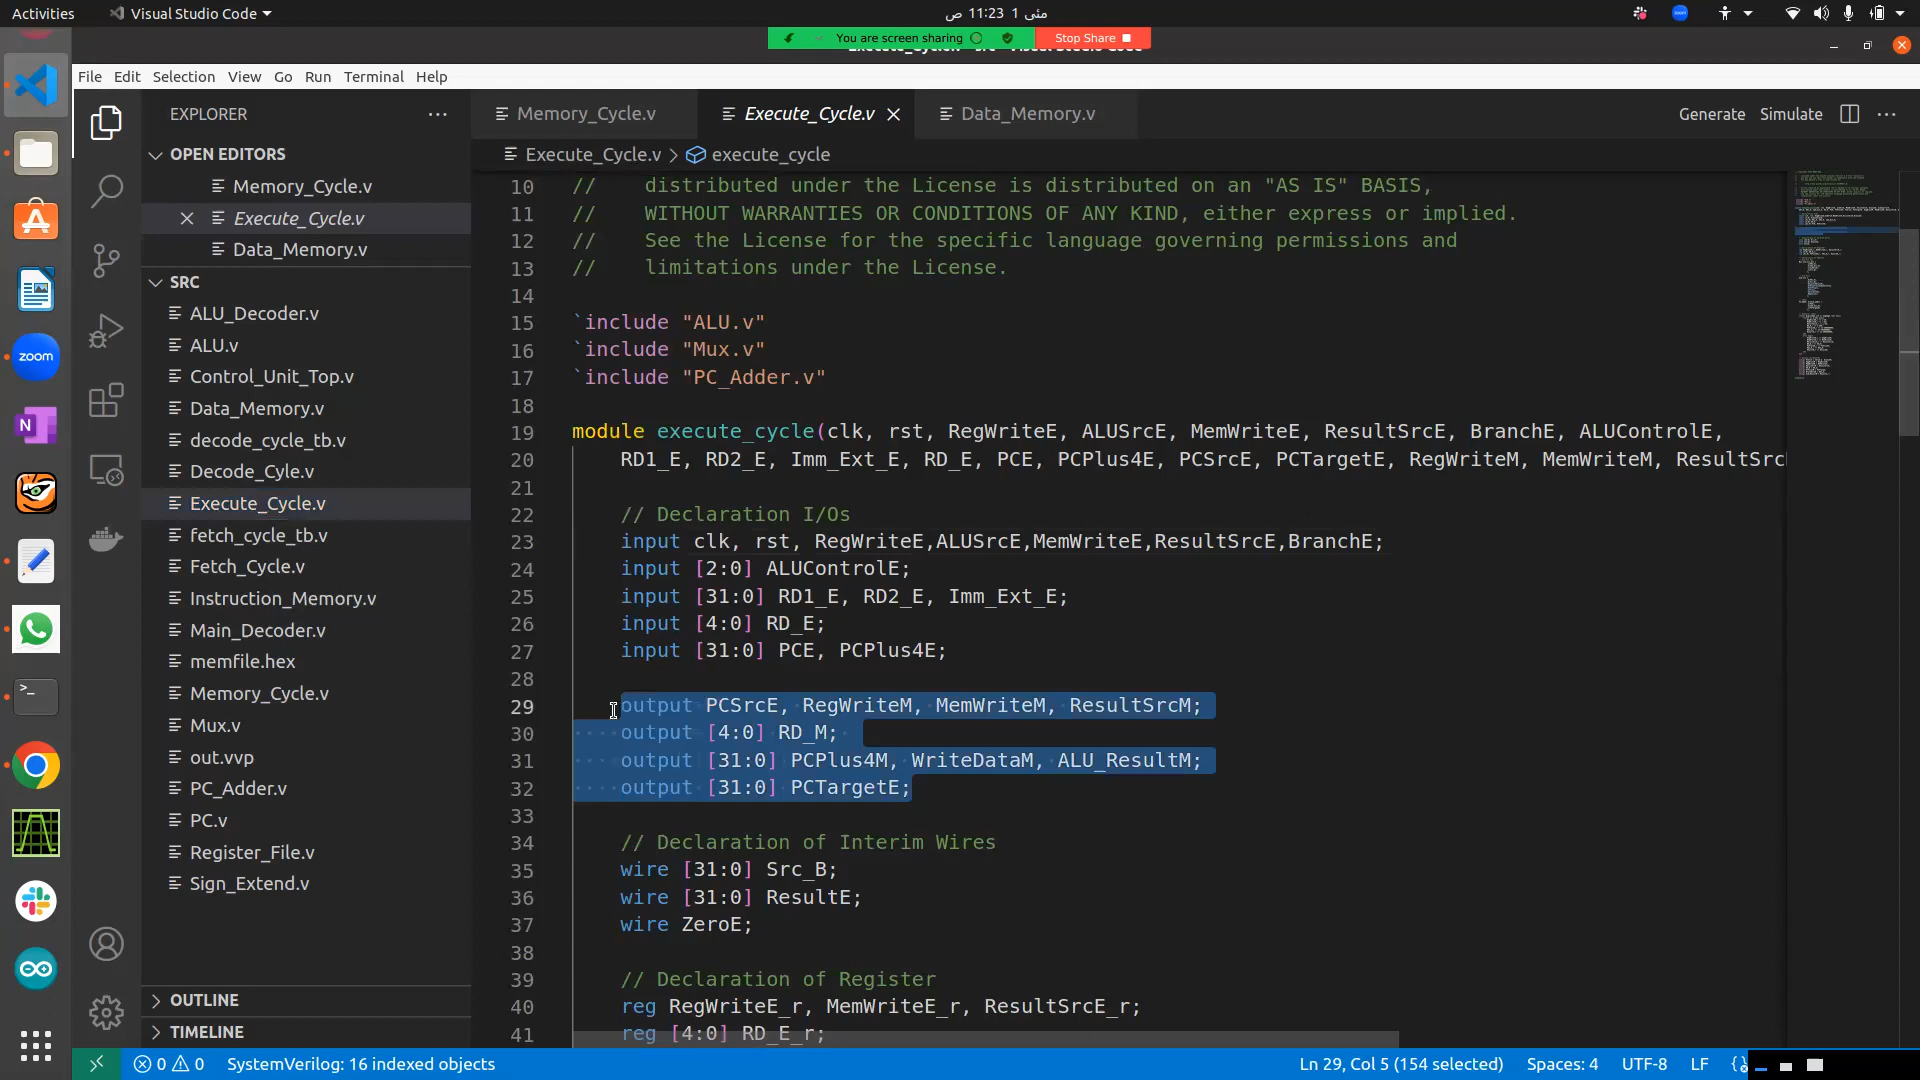 Activities
Visual Studio Code
مئی 1 11:23 ص
zoom
You are screen sharing
Stop Share
File Edit Selection View Go Run Terminal Help
EXPLORER
OPEN EDITORS
Memory_Cycle.v
Execute_Cycle.v
Data_Memory.v
SRC
ALU_Decoder.v
ALU.v
Control_Unit_Top.v
Data_Memory.v
decode_cycle_tb.v
Decode_Cyle.v
Execute_Cycle.v
fetch_cycle_tb.v
Fetch_Cycle.v
Instruction_Memory.v
Main_Decoder.v
memfile.hex
Memory_Cycle.v
Mux.v
out.vvp
PC_Adder.v
PC.v
Register_File.v
Sign_Extend.v
OUTLINE
TIMELINE
Memory_Cycle.v
Execute_Cycle.v
Data_Memory.v
Generate Simulate
Execute_Cycle.v > execute_cycle
10 // distributed under the License is distributed on an "AS IS" BASIS,
11 // WITHOUT WARRANTIES OR CONDITIONS OF ANY KIND, either express or implied.
12 // See the License for the specific language governing permissions and
13 // limitations under the License.
14
15 `include "ALU.v"
16 `include "Mux.v"
17 `include "PC_Adder.v"
18
19 module execute_cycle(clk, rst, RegWriteE, ALUSrcE, MemWriteE, ResultSrcE, BranchE, ALUControlE,
20 RD1_E, RD2_E, Imm_Ext_E, RD_E, PCE, PCPlus4E, PCSrcE, PCTargetE, RegWriteM, MemWriteM, ResultSrc
21
22 // Declaration I/Os
23 input clk, rst, RegWriteE,ALUSrcE,MemWriteE,ResultSrcE,BranchE;
24 input [2:0] ALUControlE;
25 input [31:0] RD1_E, RD2_E, Imm_Ext_E;
26 input [4:0] RD_E;
27 input [31:0] PCE, PCPlus4E;
28
29 output PCSrcE, RegWriteM, MemWriteM, ResultSrcM;
30 output [4:0] RD_M;
31 output [31:0] PCPlus4M, WriteDataM, ALU_ResultM;
32 output [31:0] PCTargetE;
33
34 // Declaration of Interim Wires
35 wire [31:0] Src_B;
36 wire [31:0] ResultE;
37 wire ZeroE;
38
39 // Declaration of Register
40 reg RegWriteE_r, MemWriteE_r, ResultSrcE_r;
41 reg [4:0] RD_E_r;
zoom
N
0 0 SystemVerilog: 16 indexed objects
Ln 29, Col 5 (154 selected) Spaces: 4 UTF-8 LF